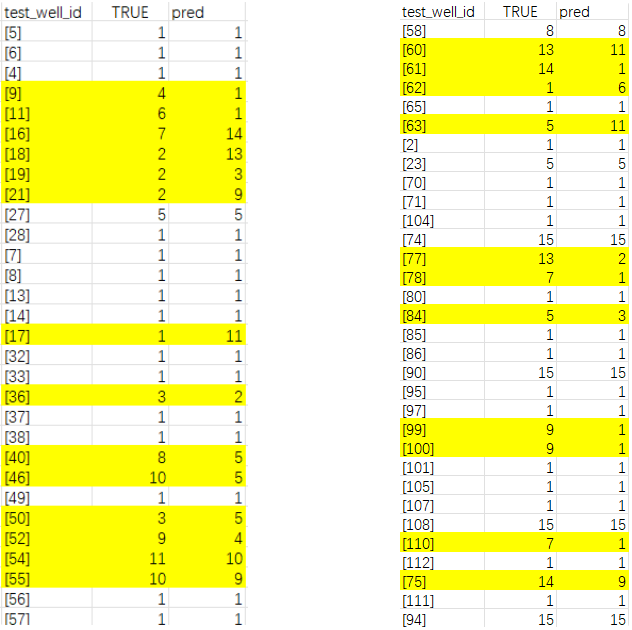 test_well_id TRUE pred
[5] 1 1
[6] 1 1
[4] 1 1
[9] 4 1
[11] 6 1
[16] 7 14
[18] 2 13
[19] 2 3
[21] 2 9
[27] 5 5
[28] 1 1
[7] 1 1
[8] 1 1
[13] 1 1
[14] 1 1
[17] 1 11
[32] 1 1
[33] 1 1
[36] 3 2
[37] 1 1
[38] 1 1
[40] 8 5
[46] 10 5
[49] 1 1
[50] 3 5
[52] 9 4
[54] 11 10
[55] 10 9
[56] 1 1
[57] 1 1
test_well_id TRUE pred
[58] 8 8
[60] 13 11
[61] 14 1
[62] 1 6
[65] 1 1
[63] 5 11
[2] 1 1
[23] 5 5
[70] 1 1
[71] 1 1
[104] 1 1
[74] 15 15
[77] 13 2
[78] 7 1
[80] 1 1
[84] 5 3
[85] 1 1
[86] 1 1
[90] 15 15
[95] 1 1
[97] 1 1
[99] 9 1
[100] 9 1
[101] 1 1
[105] 1 1
[107] 1 1
[108] 15 15
[110] 7 1
[112] 1 1
[75] 14 9
[111] 1 1
[94] 15 15